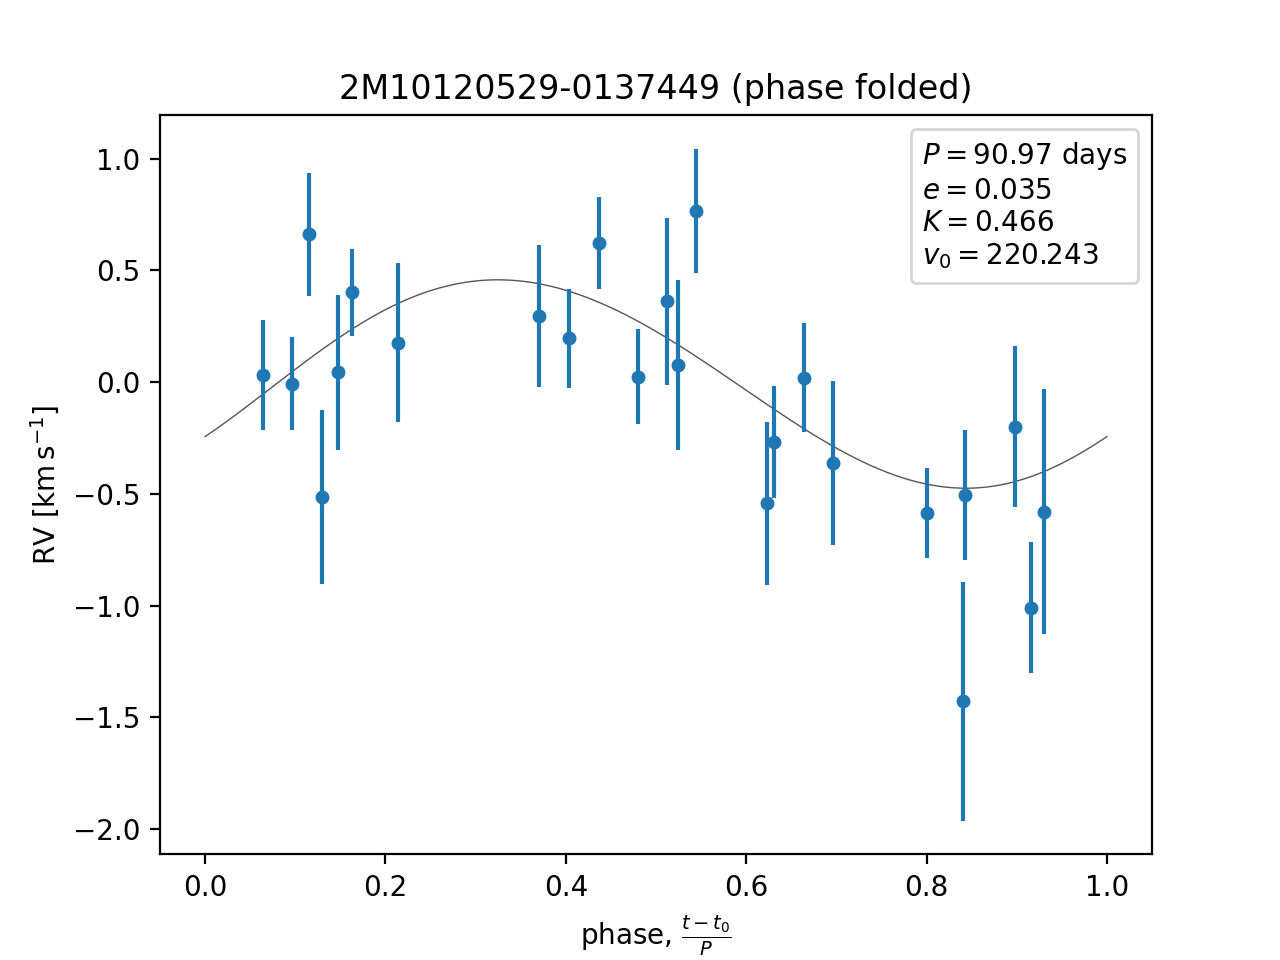 2M10120529-0137449 (phase folded)
P = 90.97 days
e = 0.035
K = 0.466
v₀ = 220.243
1.0
0.5
0.0
−0.5
−1.0
−1.5
−2.0
RV [km s⁻¹]
0.0 0.2 0.4 0.6 0.8 1.0
phase, (t − t₀)/P